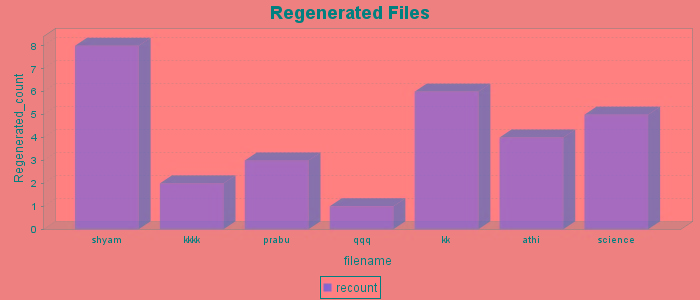 Regenerated Files
Regenerated_count
8
7
6
5
4
3
2
1
0
shyam kkkk prabu qqq kk athi science
filename
recount